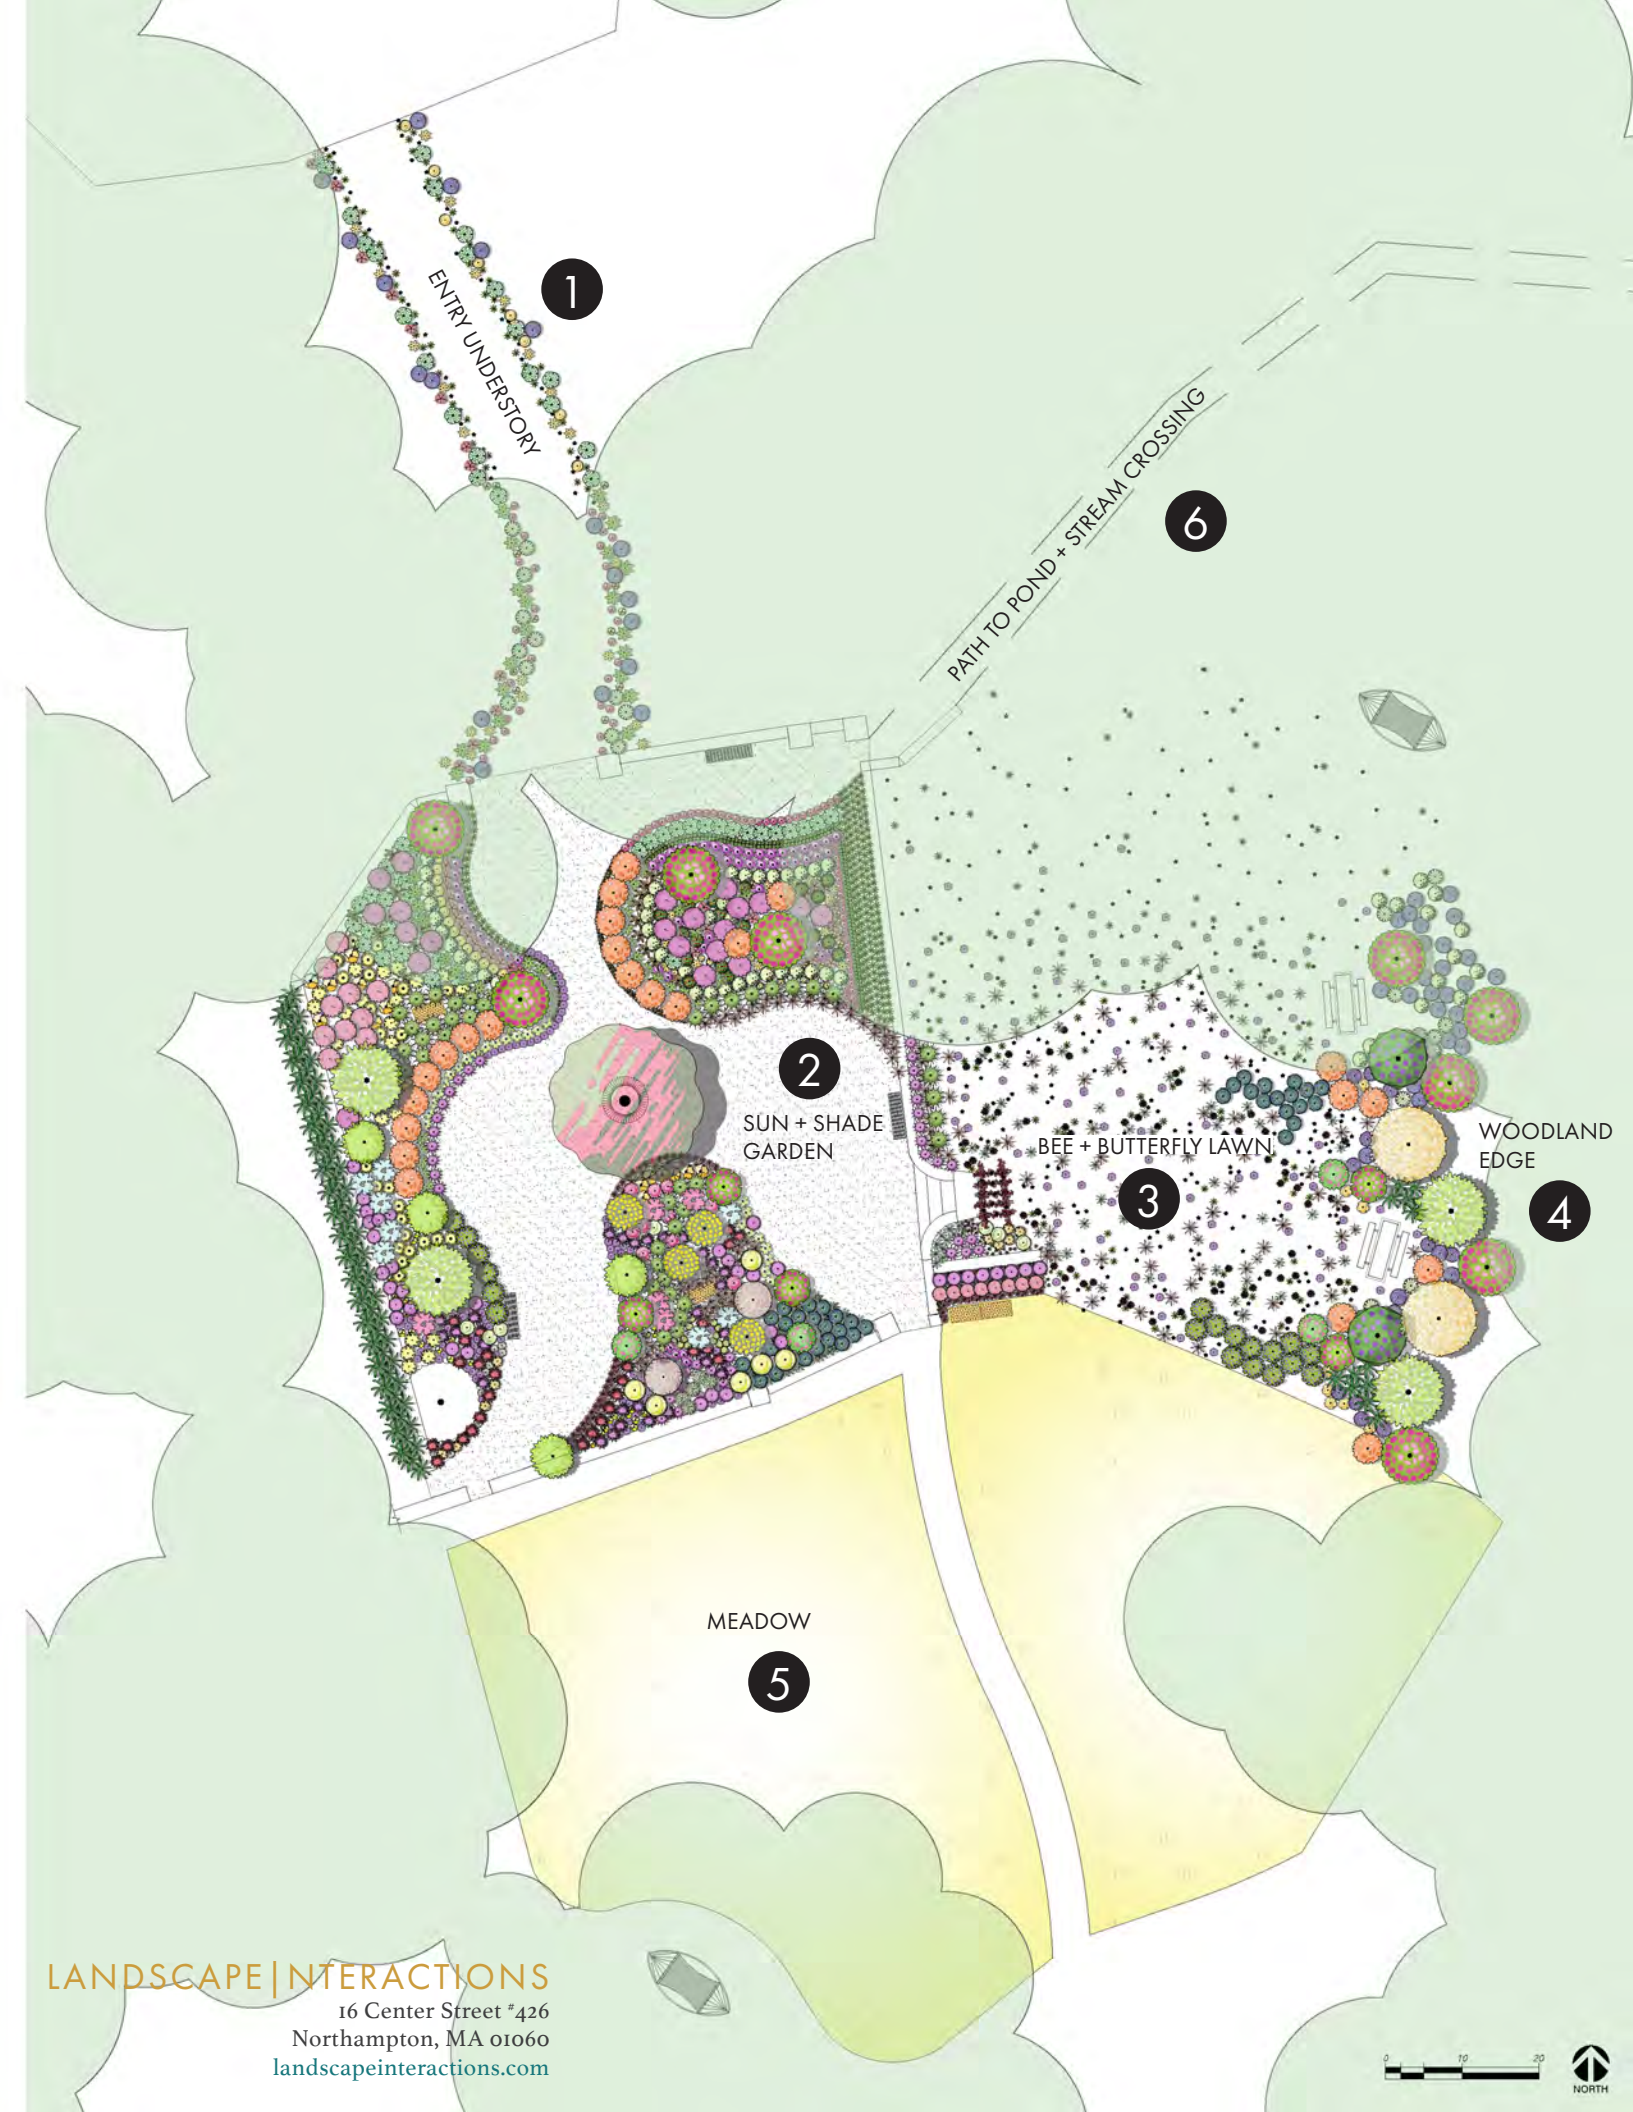 1
ENTRY UNDERSTORY
PATH TO POND + STREAM CROSSING
6
2
SUN + SHADE
GARDEN
BEE + BUTTERFLY LAWN
3
WOODLAND
EDGE
4
MEADOW
5
LANDSCAPE|NTERACTIONS
16 Center Street #426
Northampton, MA 01060
landscapeinteractions.com
0 10 20
NORTH